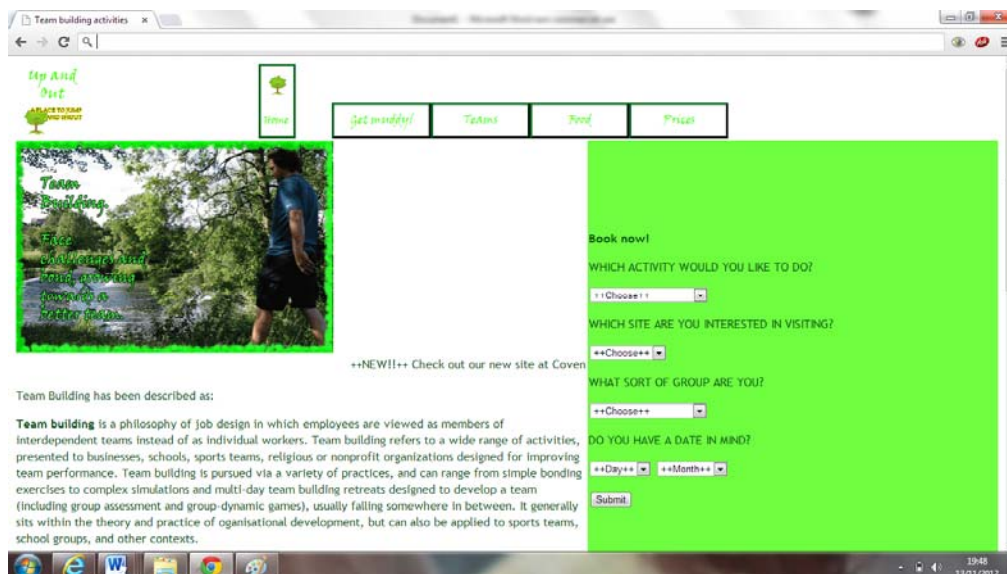 Team building activities
Up and
Out
A PLACE TO JUMP
AND SHOUT
Home
Get muddy!
Teams
Food
Prices
Team
Building.
Face
challenges and
bond, growing
towards a
better team.
++NEW!!++ Check out our new site at Coven
Team Building has been described as:
Team building is a philosophy of job design in which employees are viewed as members of
interdependent teams instead of as individual workers. Team building refers to a wide range of activities,
presented to businesses, schools, sports teams, religious or nonprofit organizations designed for improving
team performance. Team building is pursued via a variety of practices, and can range from simple bonding
exercises to complex simulations and multi-day team building retreats designed to develop a team
(including group assessment and group-dynamic games), usually falling somewhere in between. It generally
sits within the theory and practice of oganisational development, but can also be applied to sports teams,
school groups, and other contexts.
Book now!
WHICH ACTIVITY WOULD YOU LIKE TO DO?
++Choose++
WHICH SITE ARE YOU INTERESTED IN VISITING?
++Choose++
WHAT SORT OF GROUP ARE YOU?
++Choose++
DO YOU HAVE A DATE IN MIND?
++Day++ ++Month++
Submit
19:48
13/11/2012